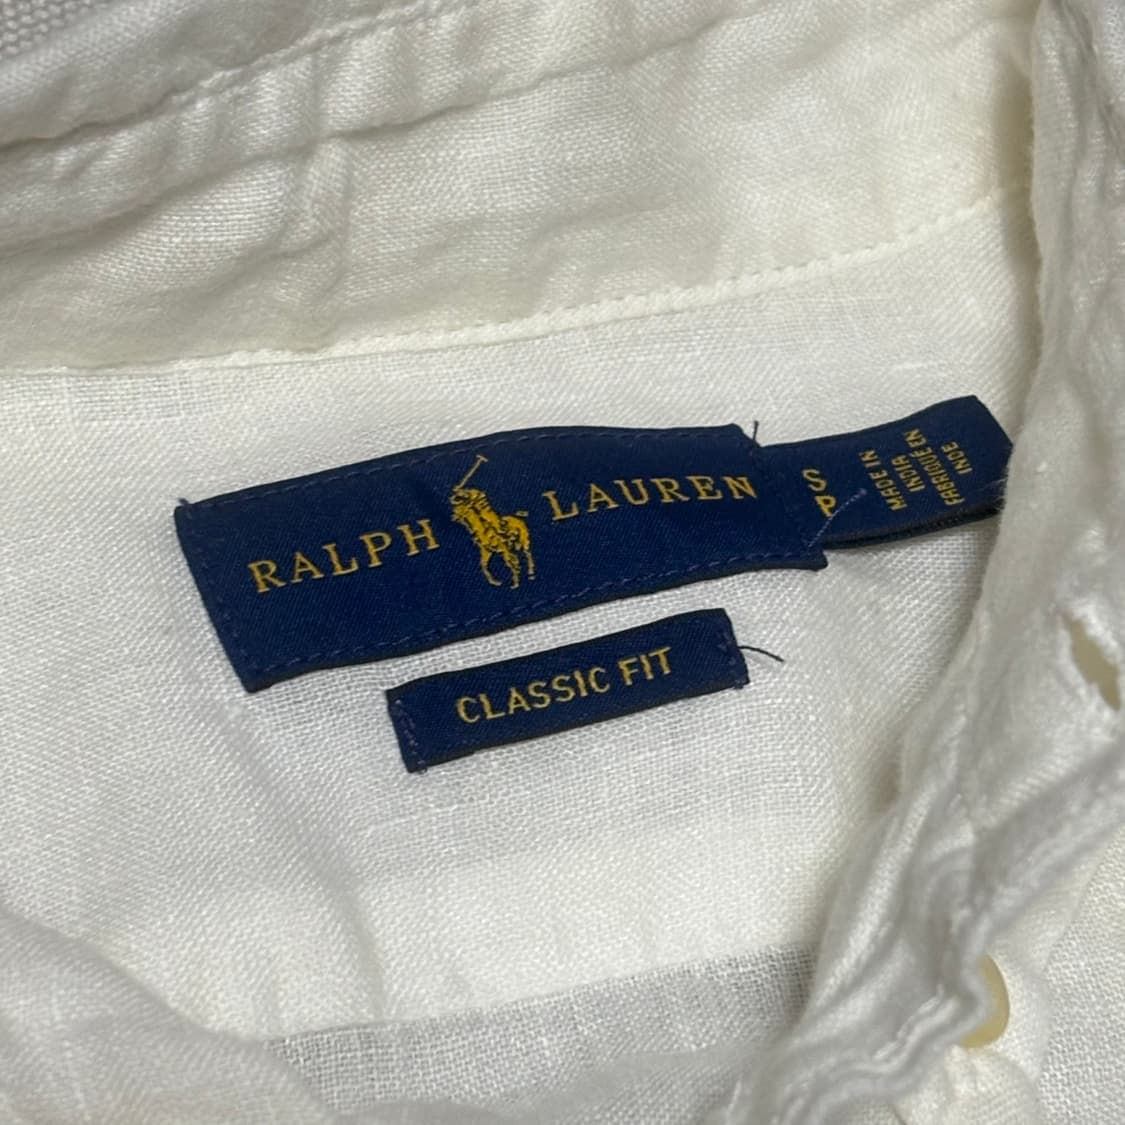 RALPH LAUREN
S
P
MADE IN
INDIA
FABRIQUÉ EN
INDE
CLASSIC FIT